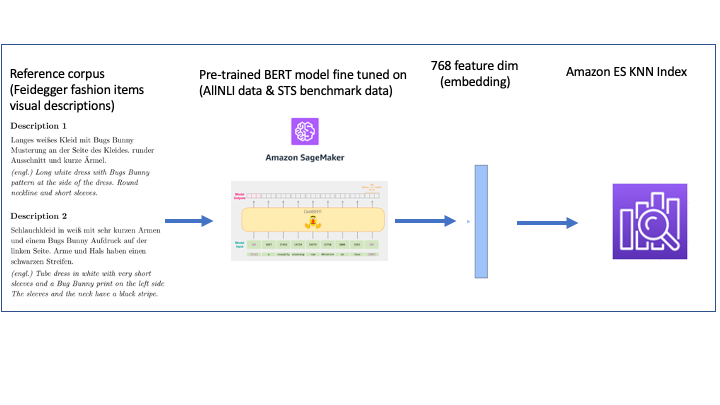 Reference corpus
(Feidegger fashion items
visual descriptions)
Pre-trained BERT model fine tuned on
(AllNLI data & STS benchmark data)
768 feature dim
(embedding)
Amazon ES KNN Index
Description 1
Langes weißes Kleid mit Bugs Bunny
Musterung an der Seite des Kleides. runder
Ausschnitt und kurze Ärmel.
(engl.) Long white dress with Bugs Bunny
pattern at the side of the dress. Round
neckline and short sleeves.
Description 2
Schlauchkleid in weiß mit sehr kurzen Armen
und einem Bugs Bunny Aufdruck auf der
linken Seite. Arme und Hals haben einen
schwarzen Streifen.
(engl.) Tube dress in white with very short
sleeves and a Bug Bunny print on the left side
The sleeves and the neck have a black stripe.
Amazon SageMaker
Model
Outputs
DistilBERT
Model
Input